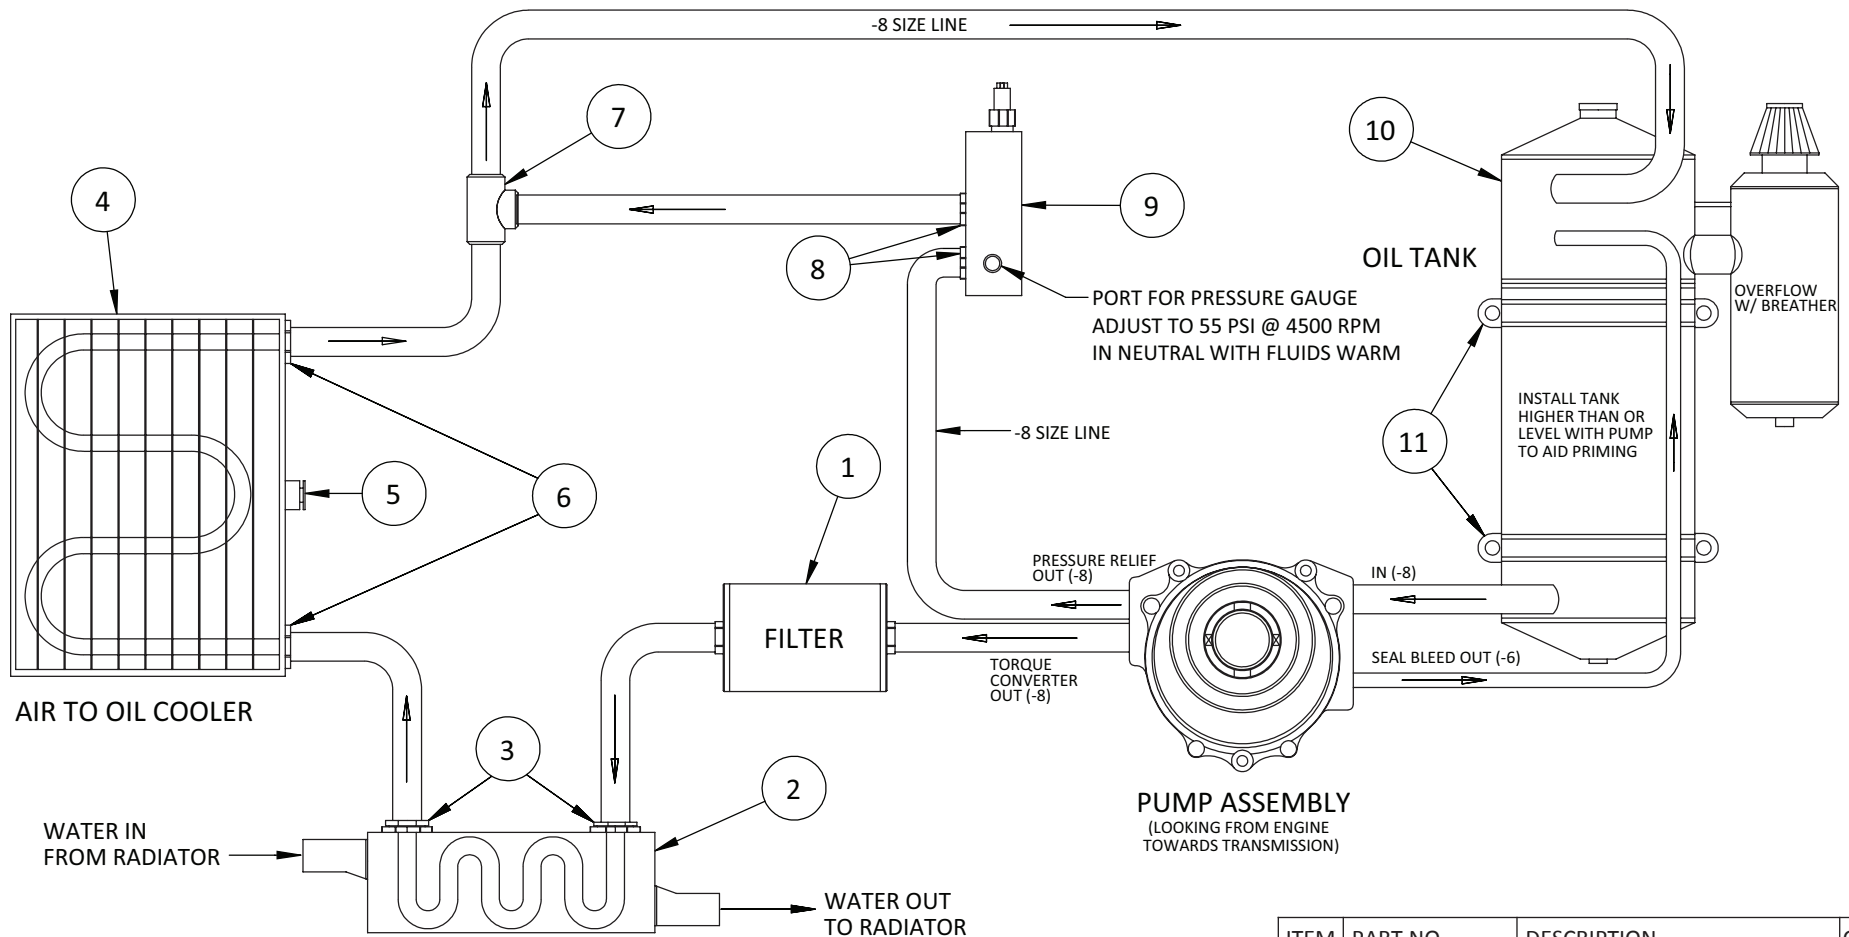 -8 SIZE LINE
7
10
4
9
8
OIL TANK
PORT FOR PRESSURE GAUGE
ADJUST TO 55 PSI @ 4500 RPM
IN NEUTRAL WITH FLUIDS WARM
OVERFLOW
W/ BREATHER
-8 SIZE LINE
INSTALL TANK
HIGHER THAN OR
LEVEL WITH PUMP
TO AID PRIMING
11
1
5
6
PRESSURE RELIEF
OUT (-8)
IN (-8)
FILTER
TORQUE
CONVERTER
OUT (-8)
SEAL BLEED OUT (-6)
AIR TO OIL COOLER
3
2
PUMP ASSEMBLY
(LOOKING FROM ENGINE
TOWARDS TRANSMISSION)
WATER IN
FROM RADIATOR
WATER OUT
TO RADIATOR
ITEM PART NO DESCRIPTION